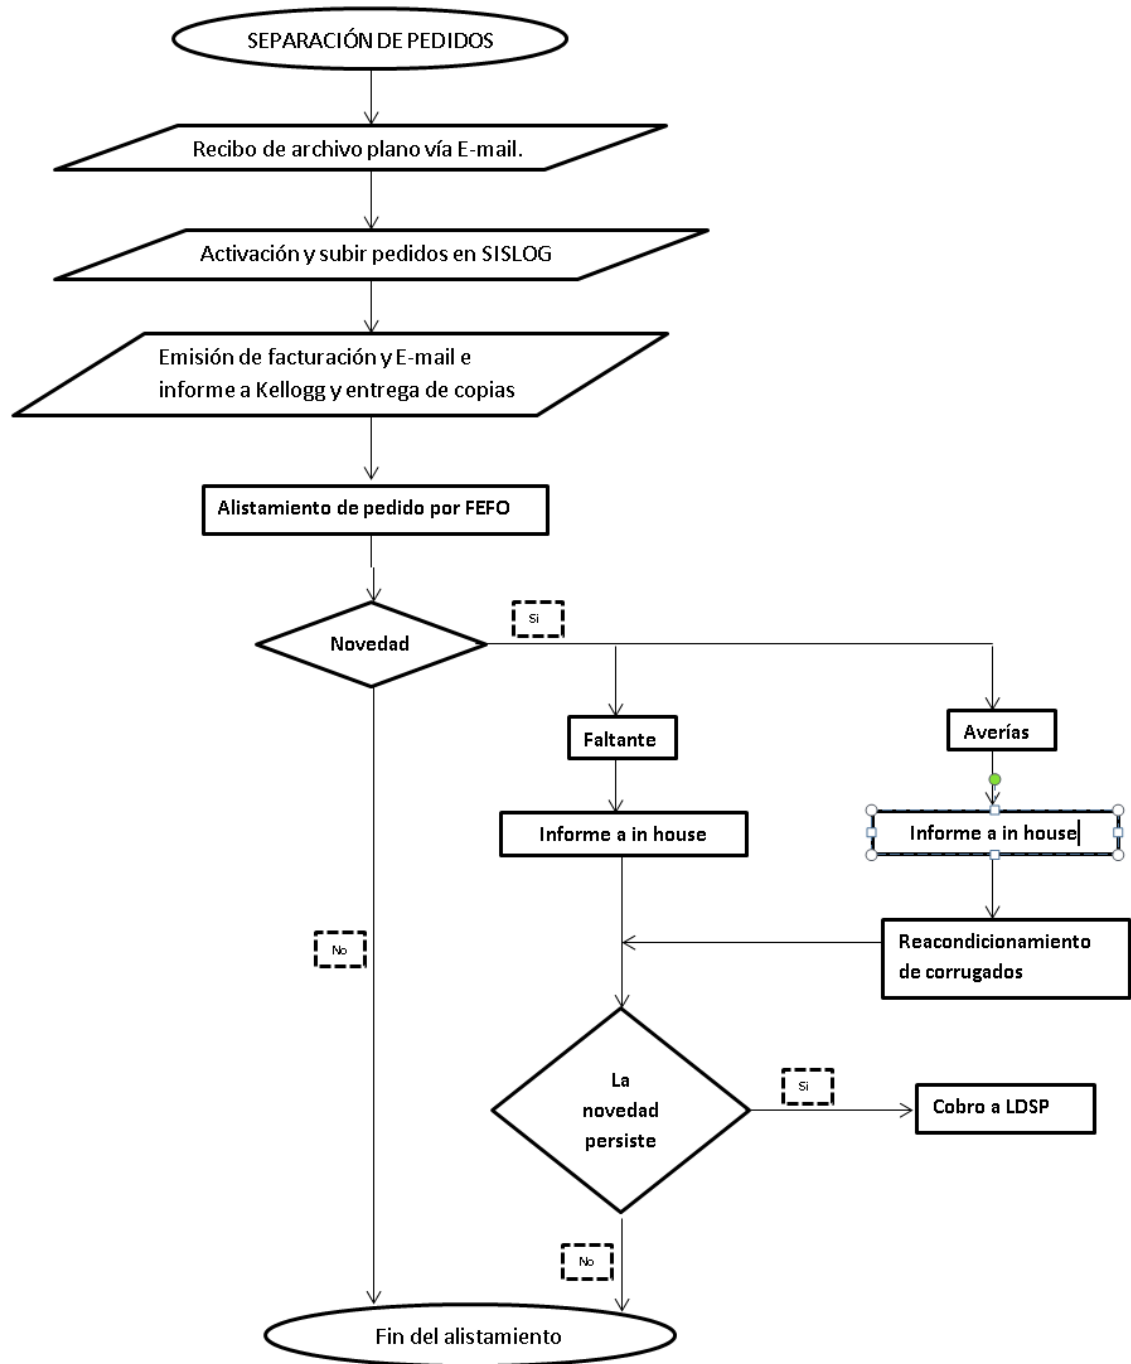 SEPARACIÓN DE PEDIDOS
Recibo de archivo plano vía E-mail.
Activación y subir pedidos en SISLOG
Emisión de facturación y E-mail e
informe a Kellogg y entrega de copias
Alistamiento de pedido por FEFO
Novedad
Si
Faltante
Averías
Informe a in house
Informe a in house
No
Reacondicionamiento
de corrugados
La
novedad
persiste
Si
Cobro a LDSP
No
Fin del alistamiento